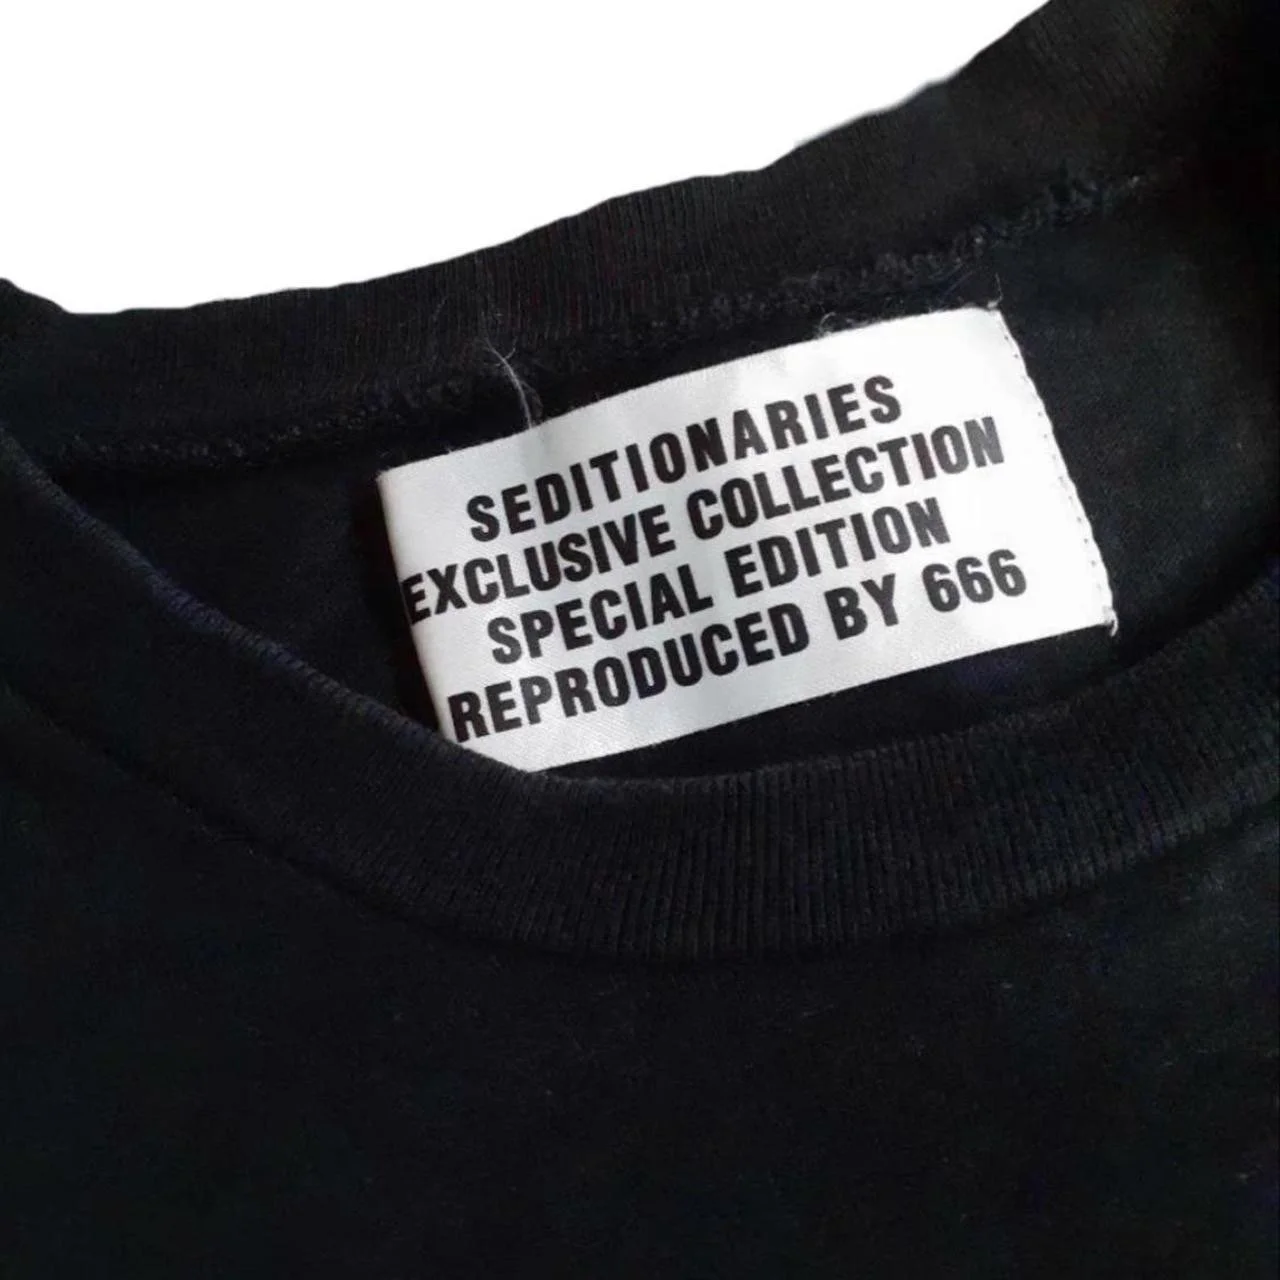 SEDITIONARIES
EXCLUSIVE COLLECTION
SPECIAL EDITION
REPRODUCED BY 666